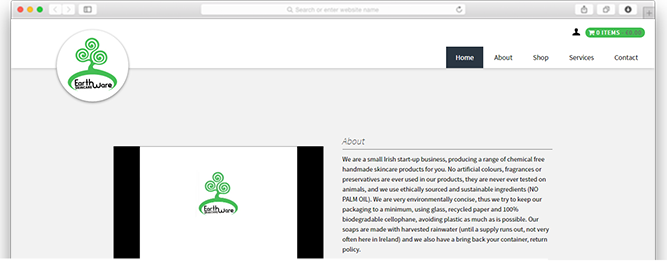 Search or enter website name
0 ITEMS
Earth
Ware
Home About Shop Services Contact
About
We are a small Irish start-up business, producing a range of chemical free
handmade skincare products for you. No artificial colours, fragrances or
preservatives are ever used in our products, they are never ever tested on
animals, and we use ethically sourced and sustainable ingredients (NO
PALM OIL). We are very environmentally concise, thus we try to keep our
packaging to a minimum, using glass, recycled paper and 100%
biodegradable cellophane, avoiding plastic as much as is possible. Our
soaps are made with harvested rainwater (until a supply runs out, not very
often here in Ireland) and we also have a bring back your container, return
policy.
Earth
Ware